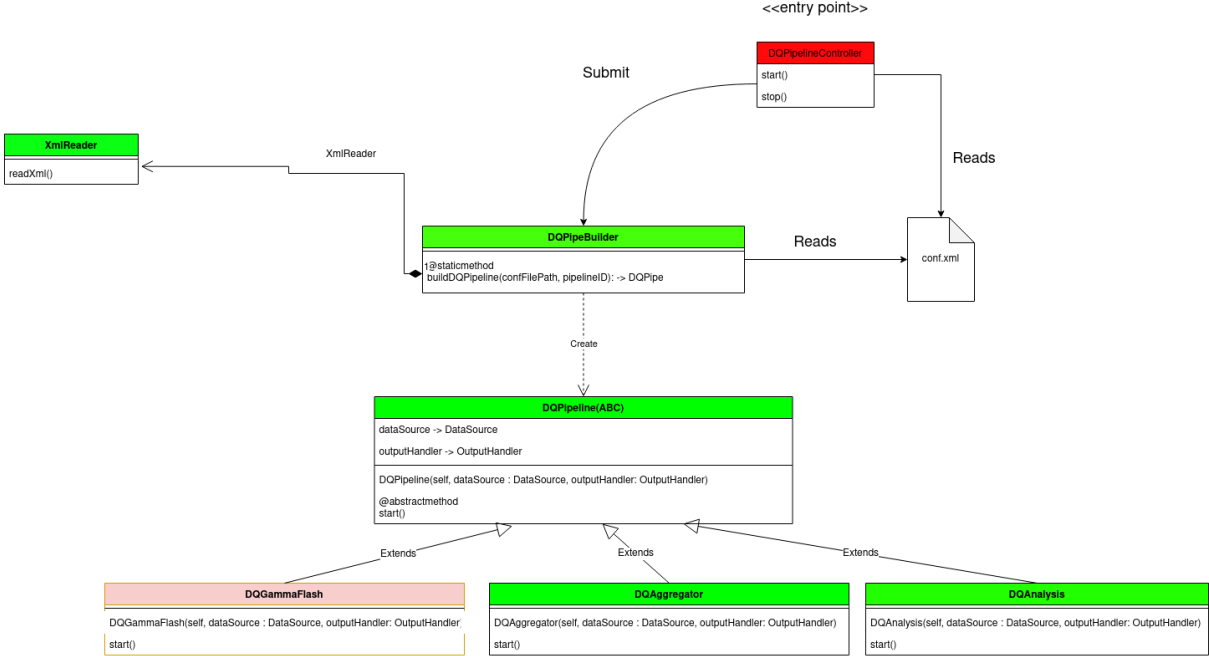 <<entry point>>
DQPipelineController
start()
stop()
Submit
Reads
XmlReader
readXml()
XmlReader
DQPipeBuilder
@staticmethod
buildDQPipeline(confFilePath, pipelineID): -> DQPipe
Reads
conf.xml
Create
DQPipeline(ABC)
dataSource -> DataSource
outputHandler -> OutputHandler
DQPipeline(self, dataSource : DataSource, outputHandler: OutputHandler)
@abstractmethod
start()
Extends
Extends
Extends
DQGammaFlash
DQGammaFlash(self, dataSource : DataSource, outputHandler: OutputHandler)
start()
DQAggregator
DQAggregator(self, dataSource : DataSource, outputHandler: OutputHandler)
start()
DQAnalysis
DQAnalysis(self, dataSource : DataSource, outputHandler: OutputHandler)
start()